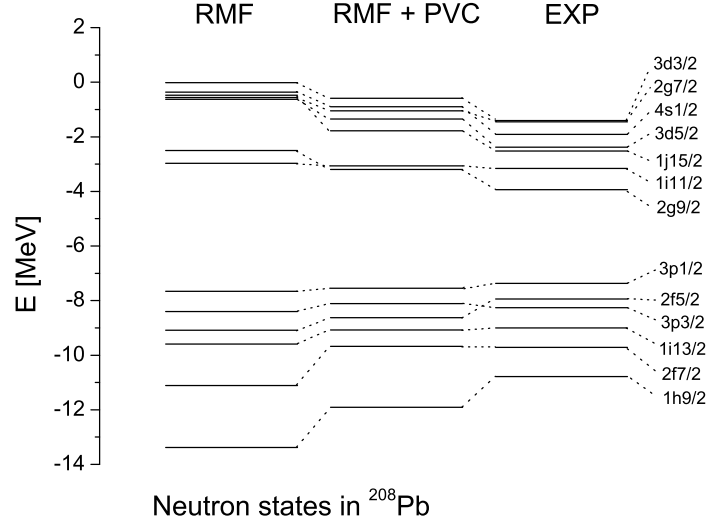 RMF RMF + PVC EXP
2
0
-2
-4
-6
-8
-10
-12
-14
E [MeV]
3d3/2
2g7/2
4s1/2
3d5/2
1j15/2
1i11/2
2g9/2
3p1/2
2f5/2
3p3/2
1i13/2
2f7/2
1h9/2
Neutron states in ²⁰⁸Pb